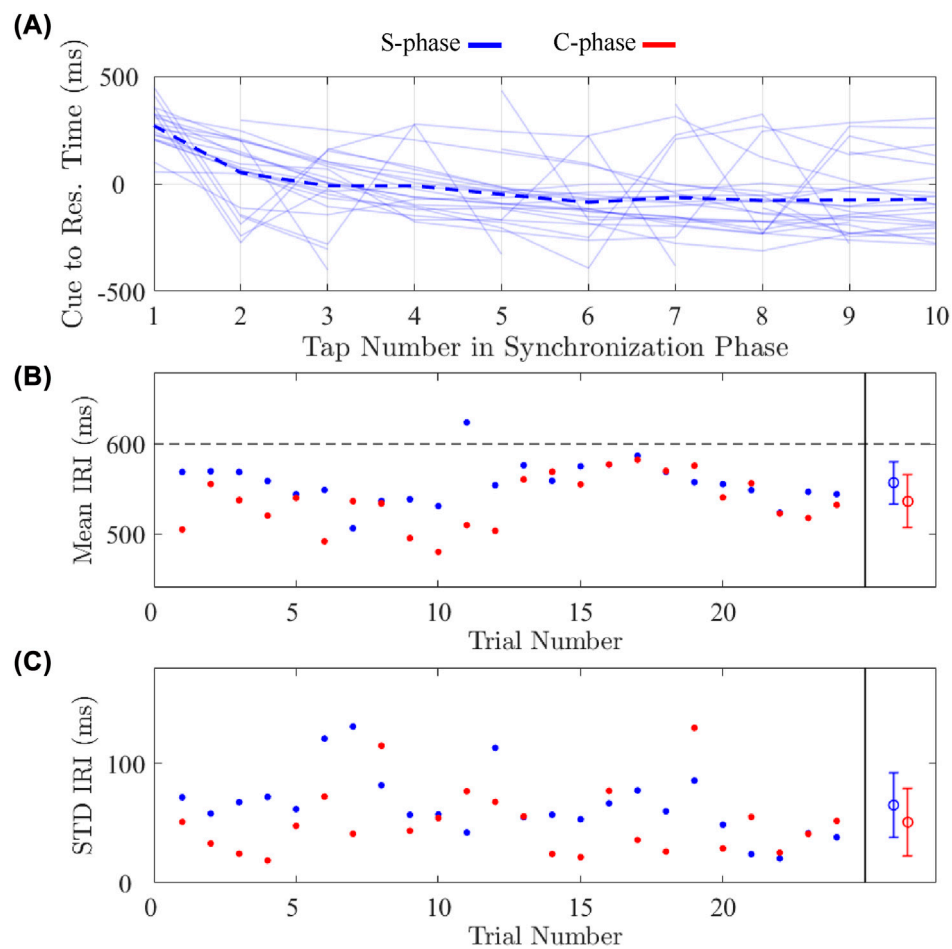 (A)
S-phase C-phase
Cue to Res. Time (ms)
500
0
-500
1 2 3 4 5 6 7 8 9 10
Tap Number in Synchronization Phase
(B)
Mean IRI (ms)
600
500
0 5 10 15 20
Trial Number
(C)
STD IRI (ms)
100
0
0 5 10 15 20
Trial Number